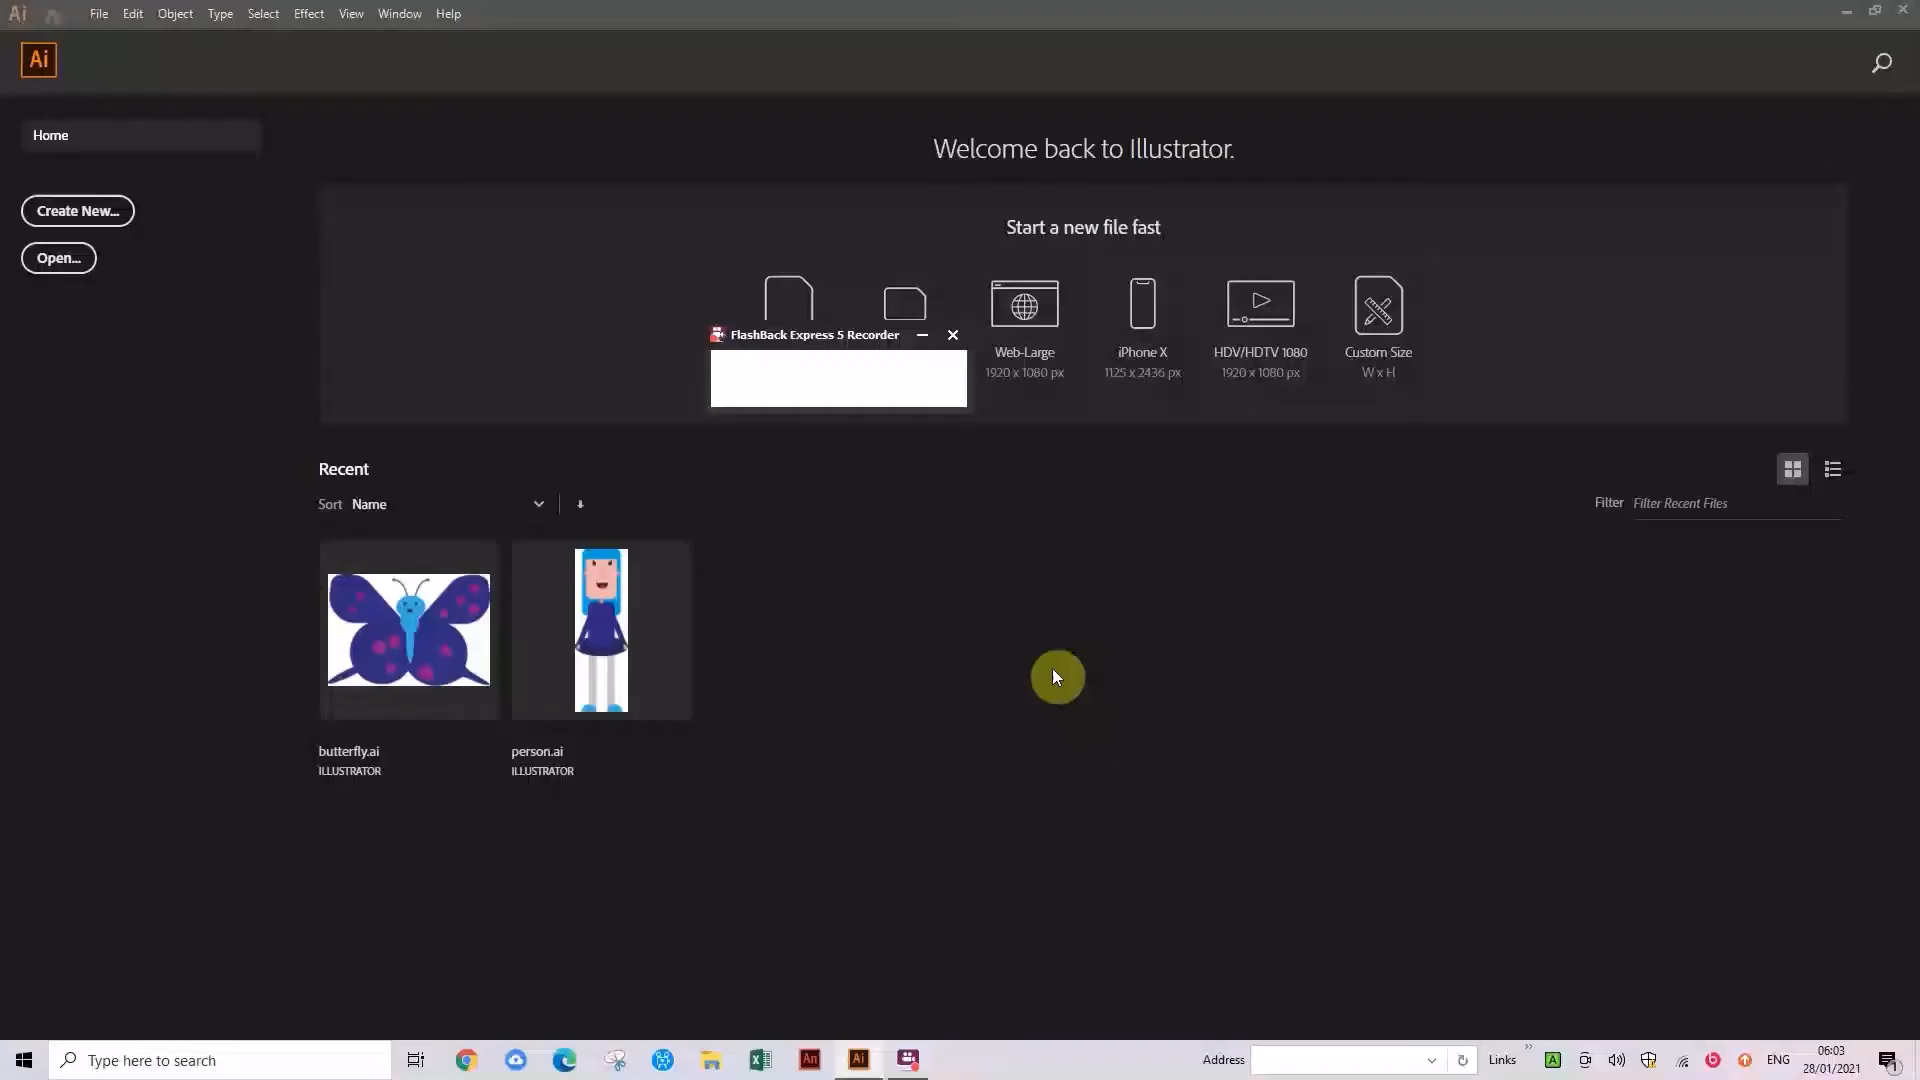 Ai File Edit Object Type Select Effect View Window Help
Ai
Home
Welcome back to Illustrator.
Create New...
Start a new file fast
Open...
FlashBack Express 5 Recorder
Web-Large iPhone X HDV/HDTV 1080 Custom Size
1920 x 1080 px 1125 x 2436 px 1920 x 1080 px W x H
Recent
Sort Name
Filter Filter Recent Files
butterfly.ai person.ai
ILLUSTRATOR ILLUSTRATOR
Type here to search
An
Ai
Address
Links
A
ENG
06:03
28/01/2021
1